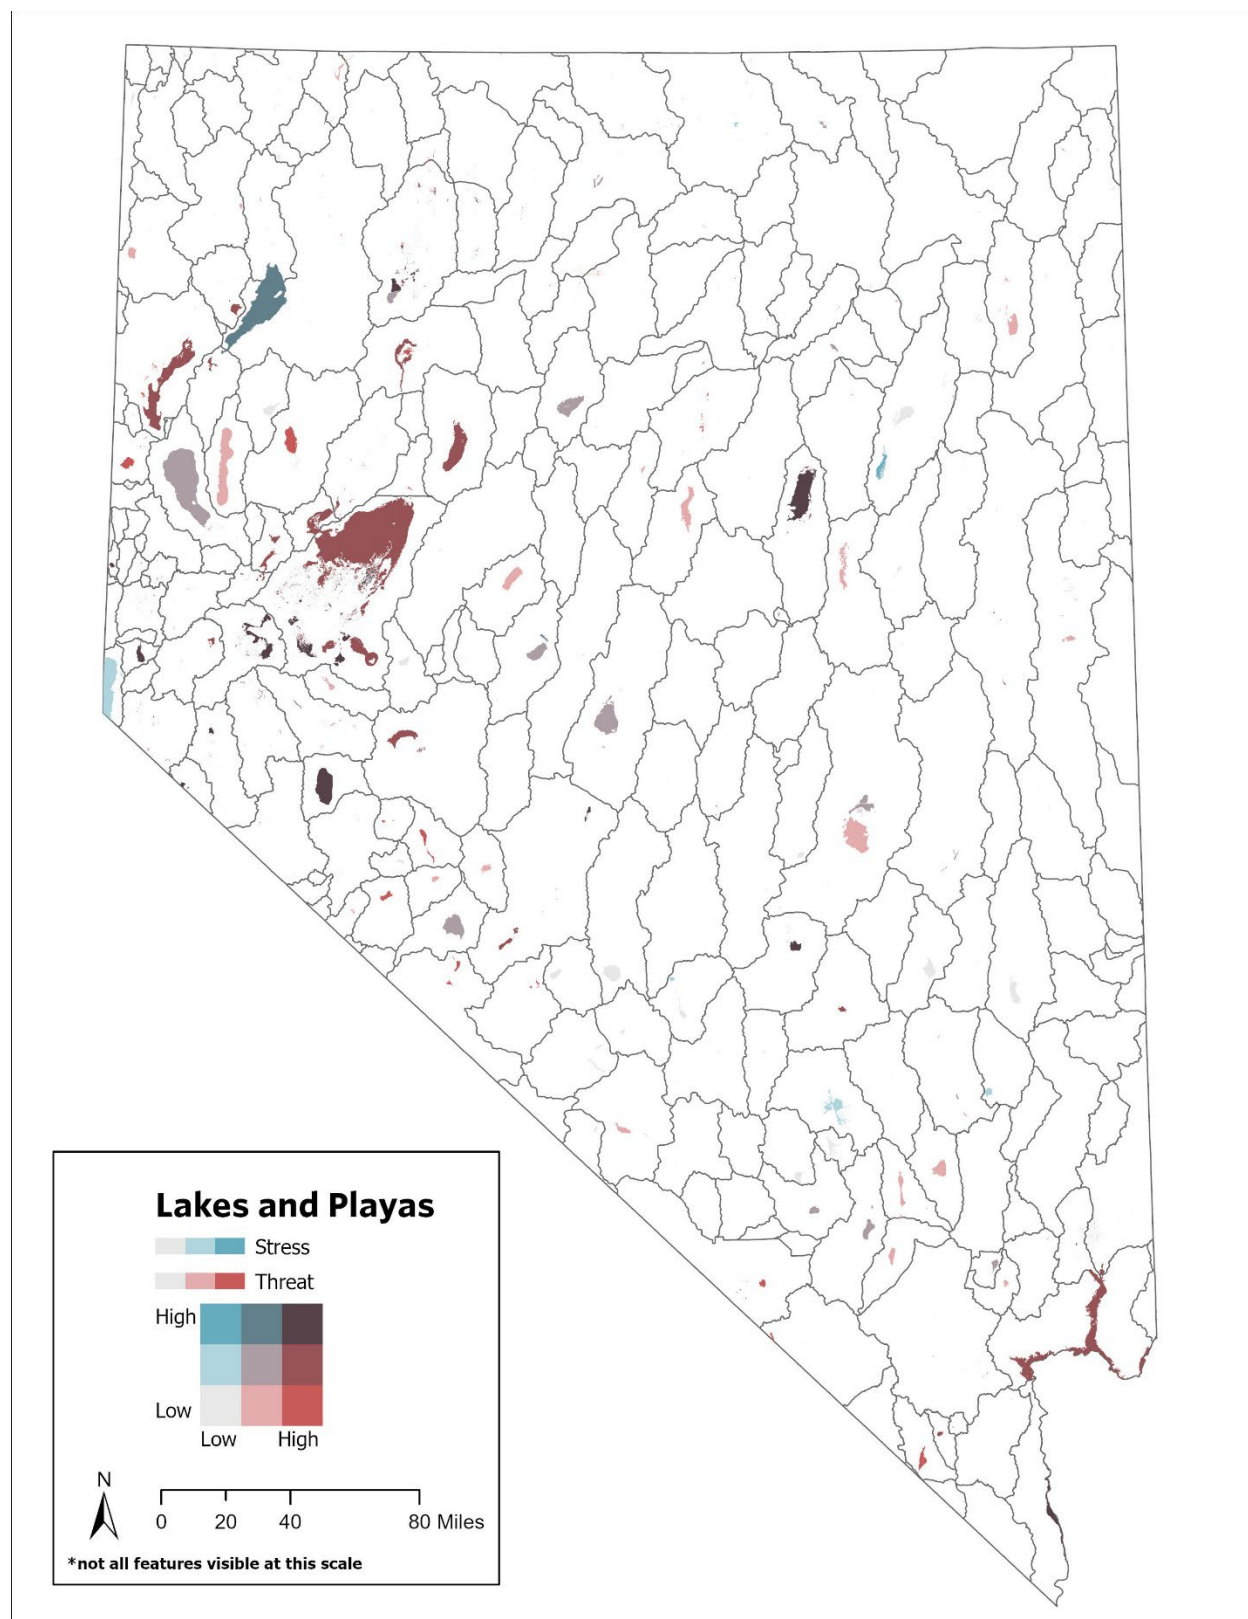 Lakes and Playas
Stress
Threat
High
Low
Low High
N
0 20 40 80 Miles
*not all features visible at this scale